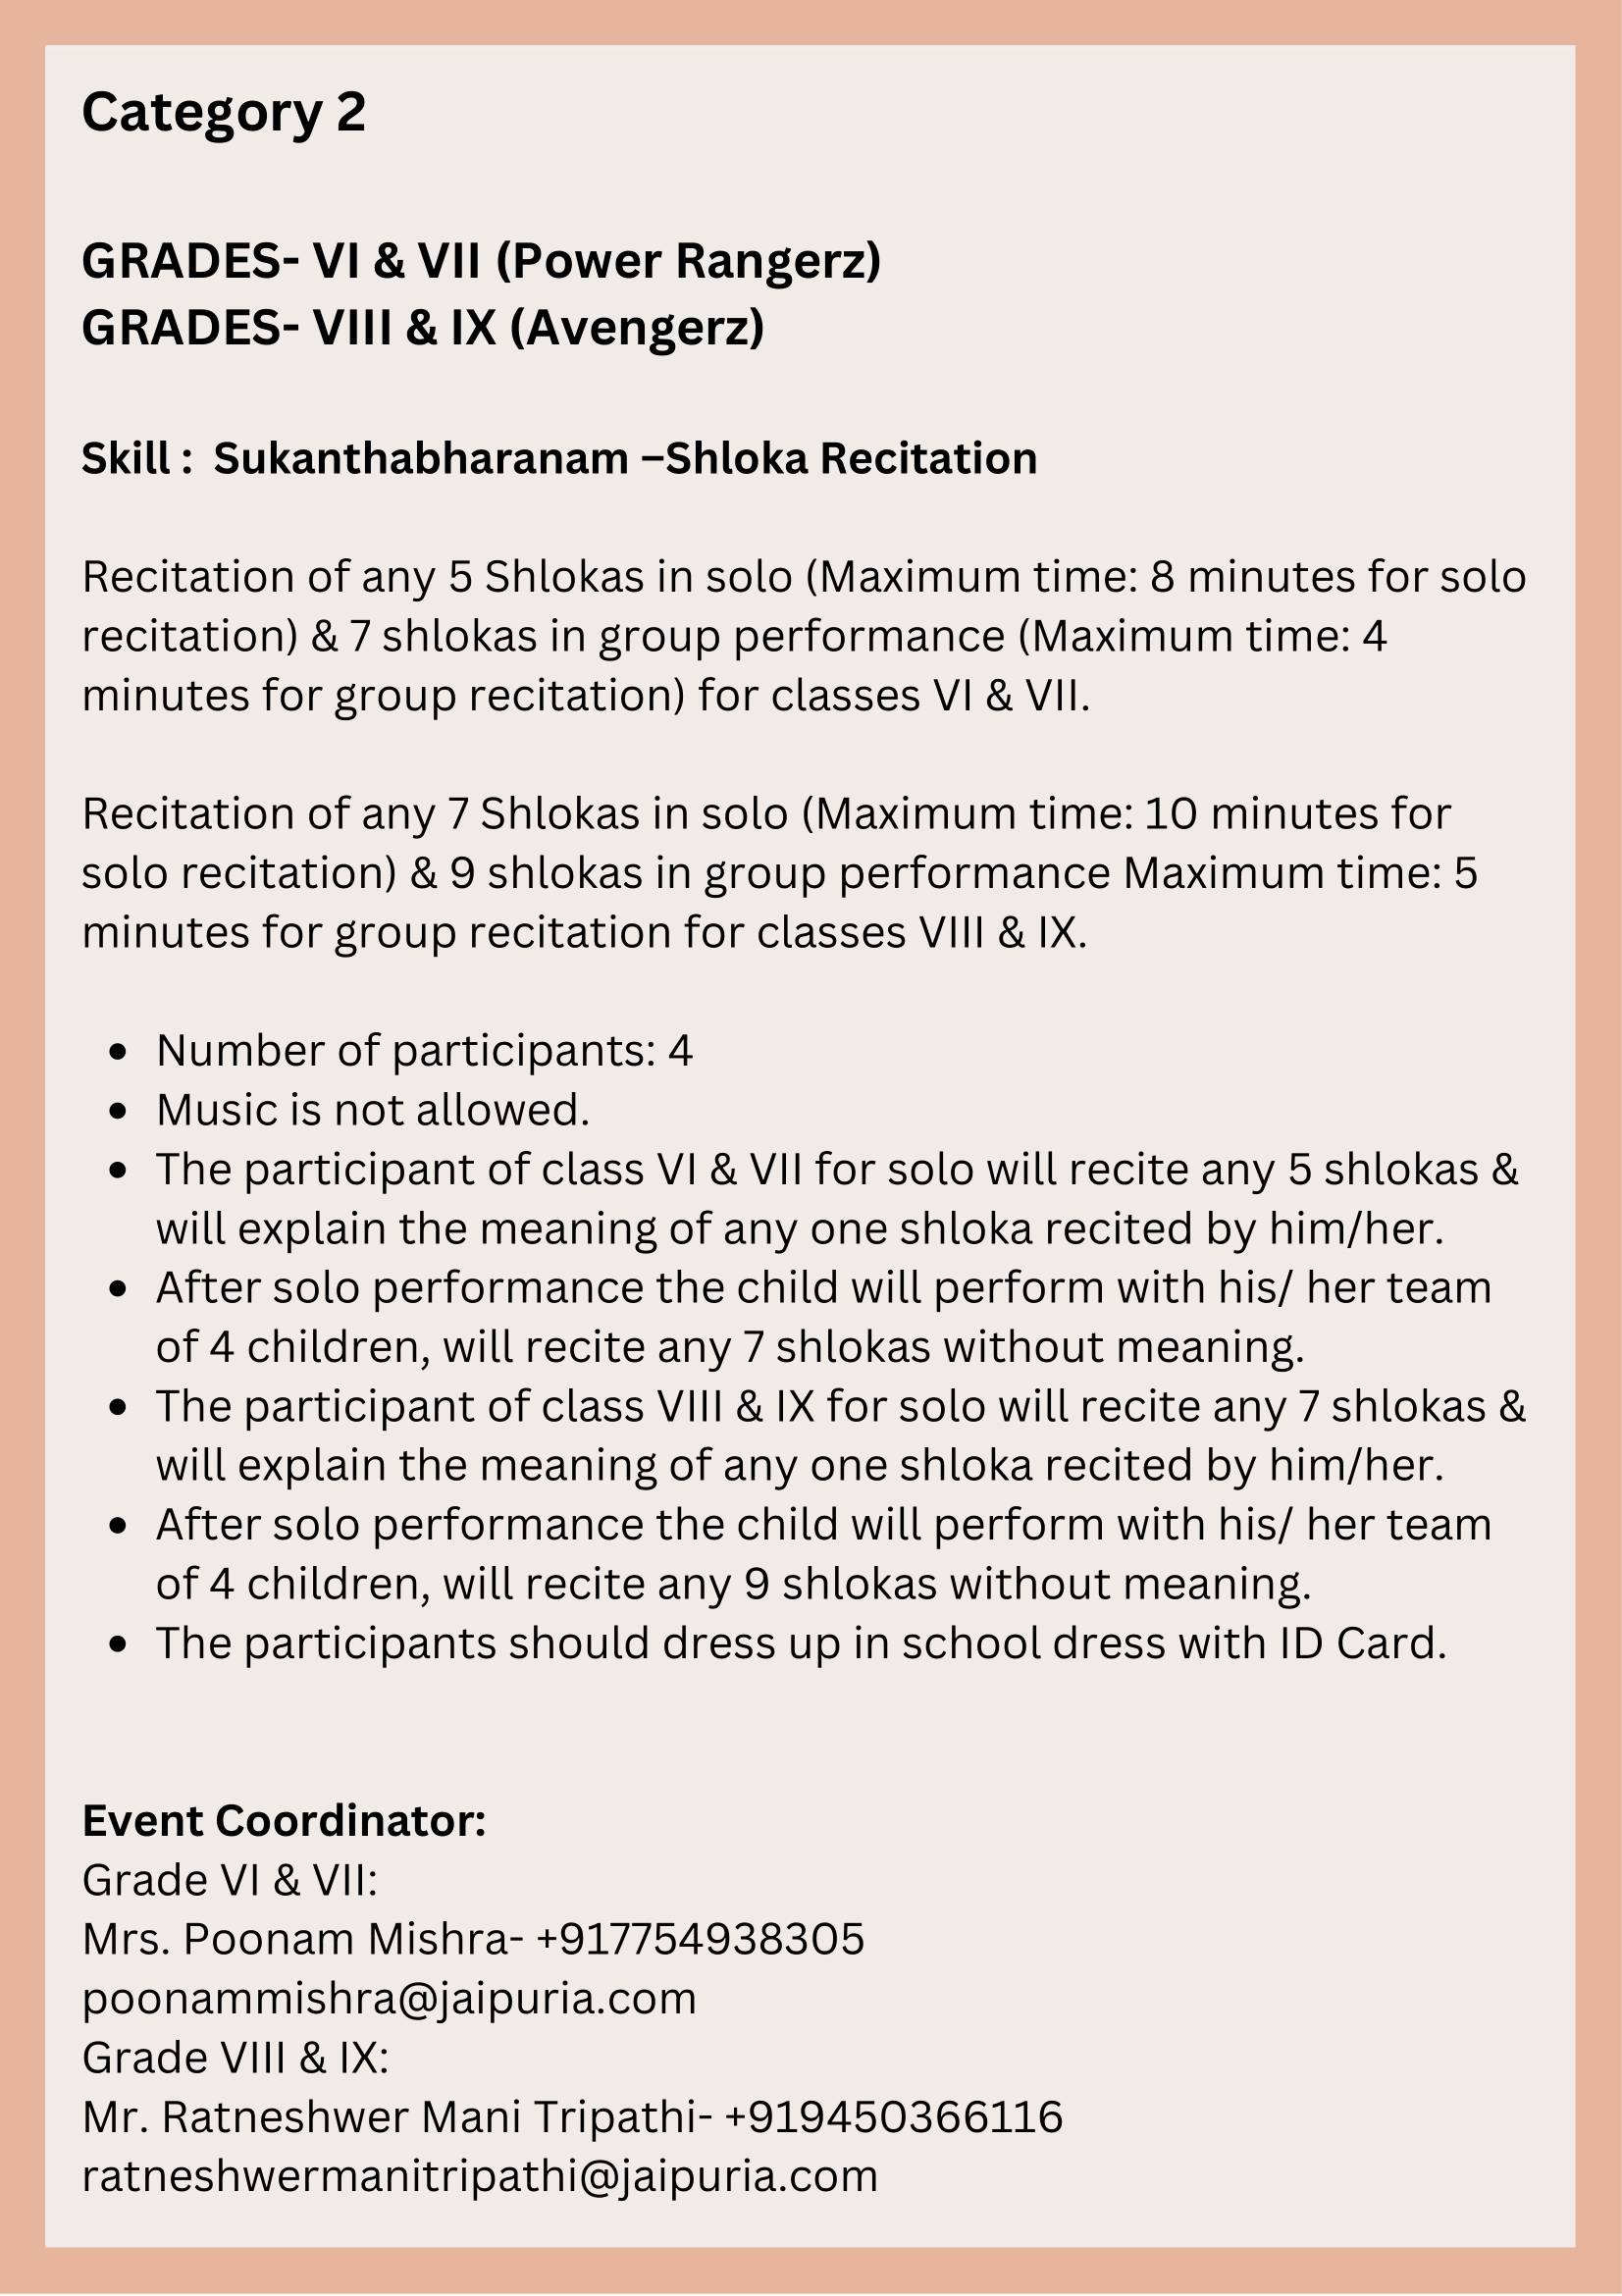 Category 2
GRADES- VI & VII (Power Rangerz)
GRADES- VIII & IX (Avengerz)
Skill :  Sukanthabharanam –Shloka Recitation
Recitation of any 5 Shlokas in solo (Maximum time: 8 minutes for solo
recitation) & 7 shlokas in group performance (Maximum time: 4
minutes for group recitation) for classes VI & VII.
Recitation of any 7 Shlokas in solo (Maximum time: 10 minutes for
solo recitation) & 9 shlokas in group performance Maximum time: 5
minutes for group recitation for classes VIII & IX.
• Number of participants: 4
• Music is not allowed.
• The participant of class VI & VII for solo will recite any 5 shlokas &
will explain the meaning of any one shloka recited by him/her.
• After solo performance the child will perform with his/ her team
of 4 children, will recite any 7 shlokas without meaning.
• The participant of class VIII & IX for solo will recite any 7 shlokas &
will explain the meaning of any one shloka recited by him/her.
• After solo performance the child will perform with his/ her team
of 4 children, will recite any 9 shlokas without meaning.
• The participants should dress up in school dress with ID Card.
Event Coordinator:
Grade VI & VII:
Mrs. Poonam Mishra- +917754938305
poonammishra@jaipuria.com
Grade VIII & IX:
Mr. Ratneshwer Mani Tripathi- +919450366116
ratneshwermanitripathi@jaipuria.com